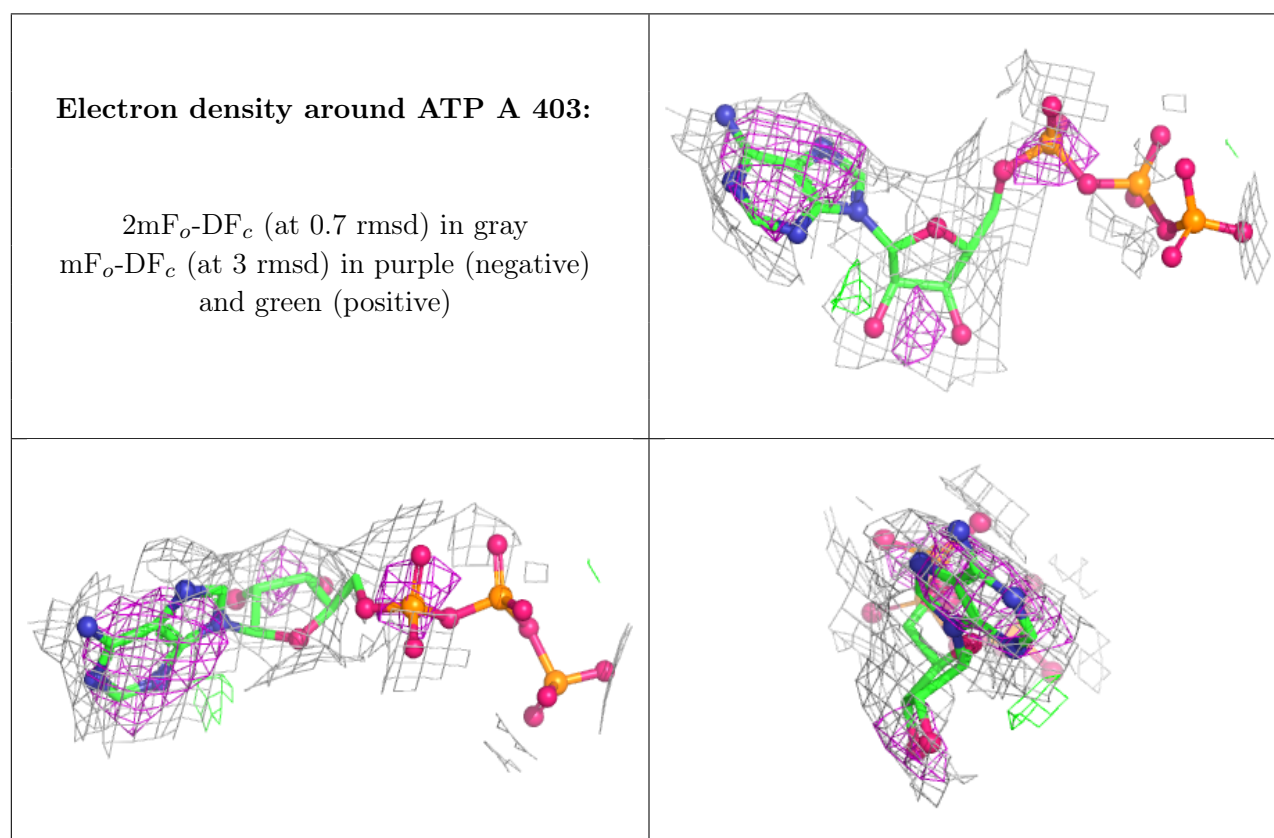 Electron density around ATP A 403:
2mFo-DFc (at 0.7 rmsd) in gray
mFo-DFc (at 3 rmsd) in purple (negative)
and green (positive)